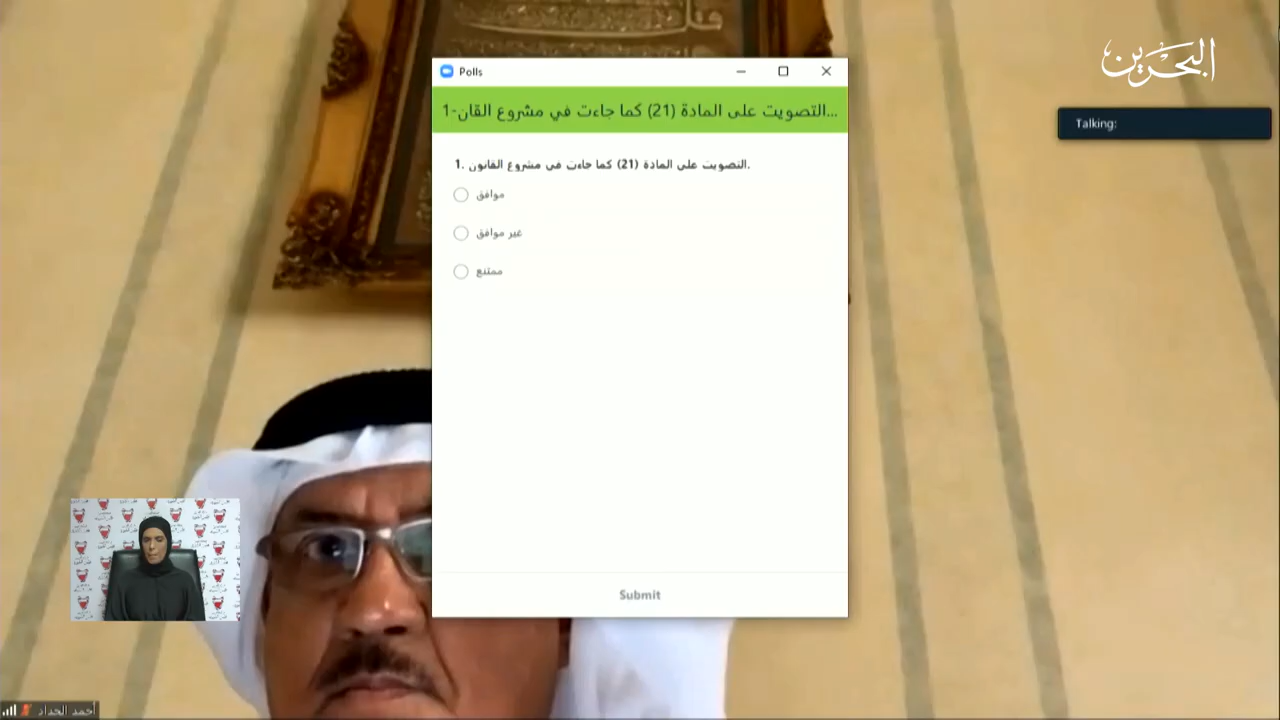 البحرين
Polls
التصويت على المادة (21) كما جاءت في مشروع القان-1...
Talking:
1. التصويت على المادة (21) كما جاءت في مشروع القانون.
موافق
غير موافق
ممتنع
Submit
أحمد الحداد